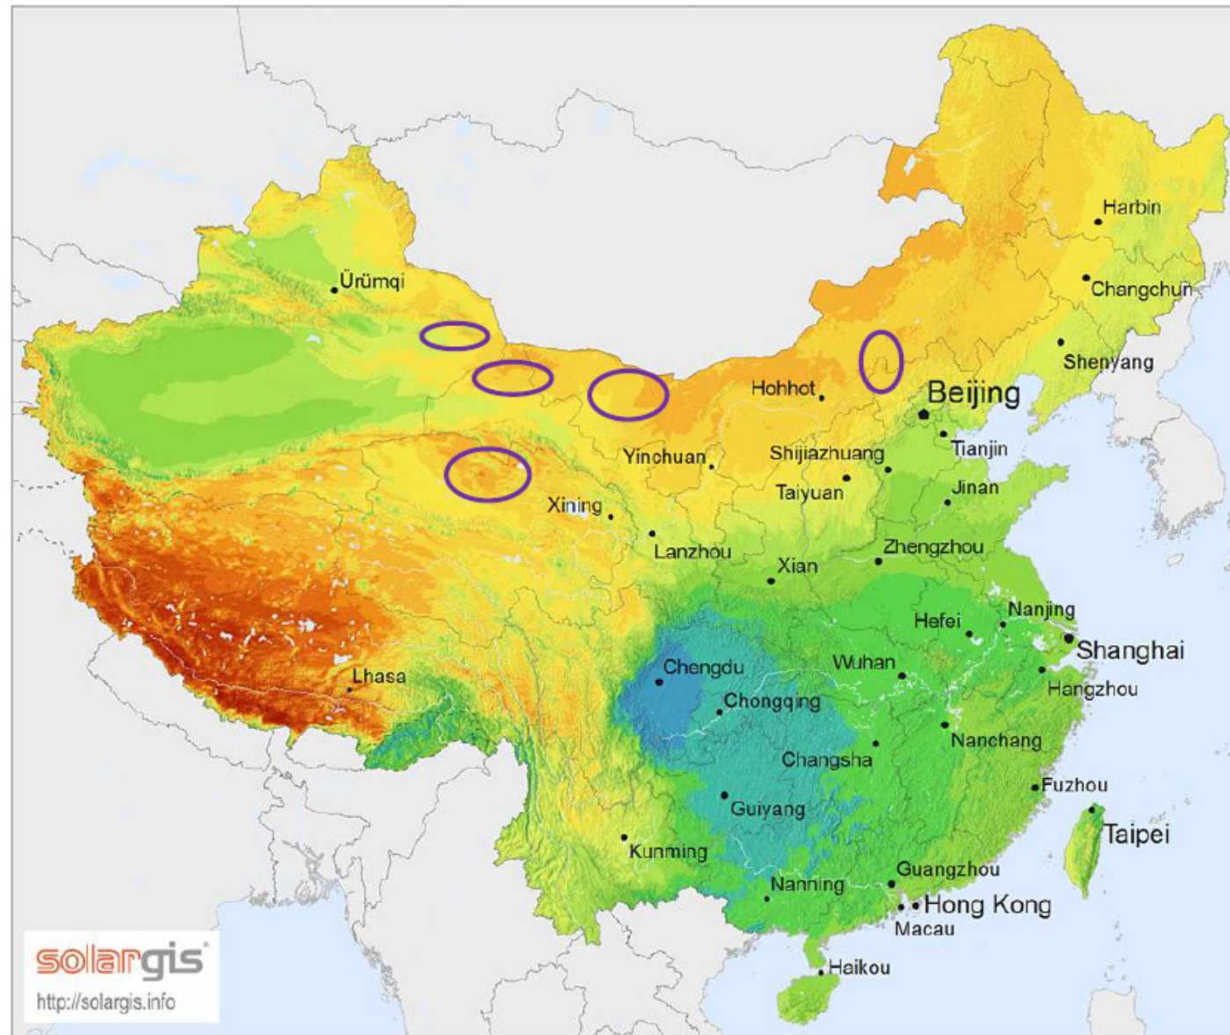 Harbin
Ürümqi
Changchun
Shenyang
Hohhot
Beijing
Tianjin
Yinchuan
Shijiazhuang
Taiyuan
Jinan
Xining
Lanzhou
Zhengzhou
Xian
Nanjing
Hefei
Shanghai
Wuhan
Hangzhou
Lhasa
Chengdu
Chongqing
Nanchang
Changsha
Fuzhou
Guiyang
Taipei
Kunming
Guangzhou
Nanning
Hong Kong
Macau
Haikou
solargis®
http://solargis.info